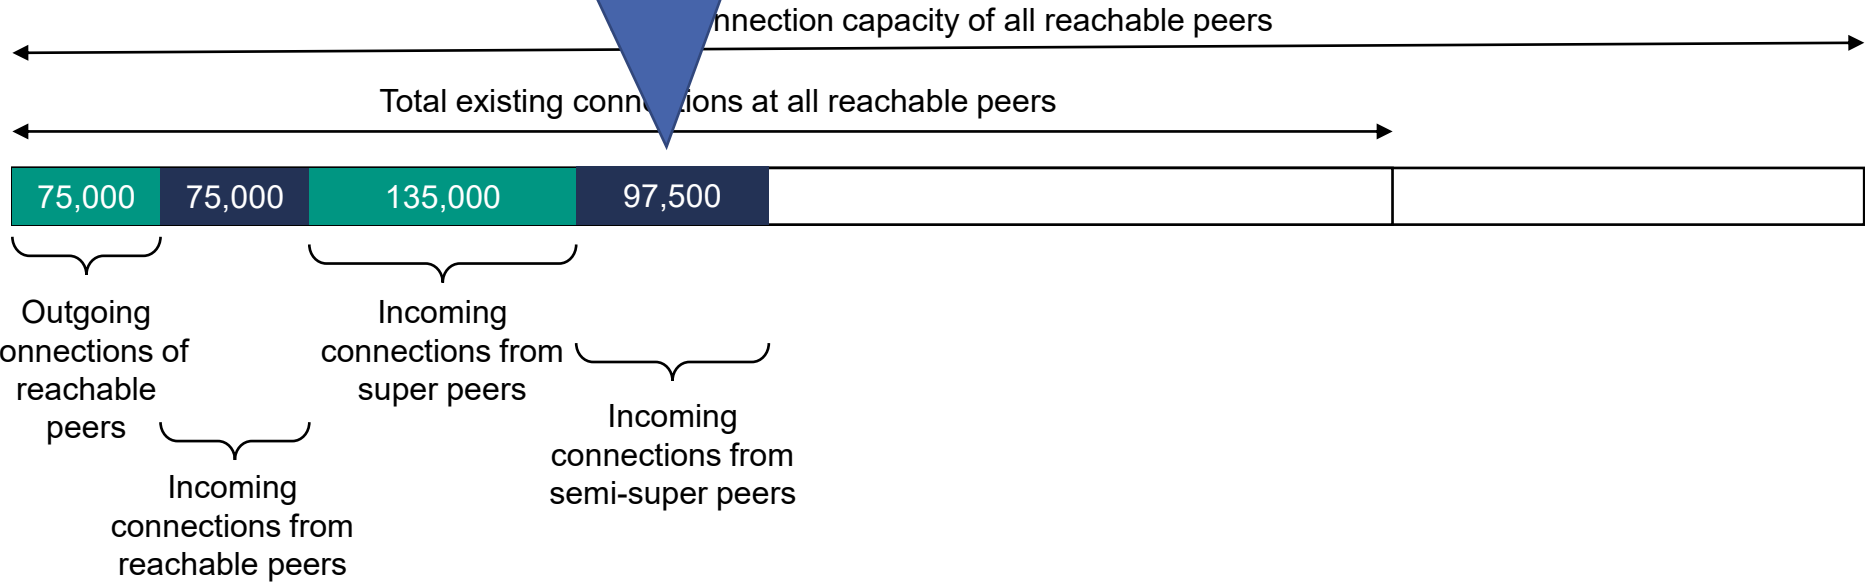 nnection capacity of all reachable peers
Total existing conn ions at all reachable peers
75,000
75,000
135,000
97,500
Outgoing
onnections of
reachable
peers
Incoming
connections from
reachable peers
Incoming
connections from
super peers
Incoming
connections from
semi-super peers